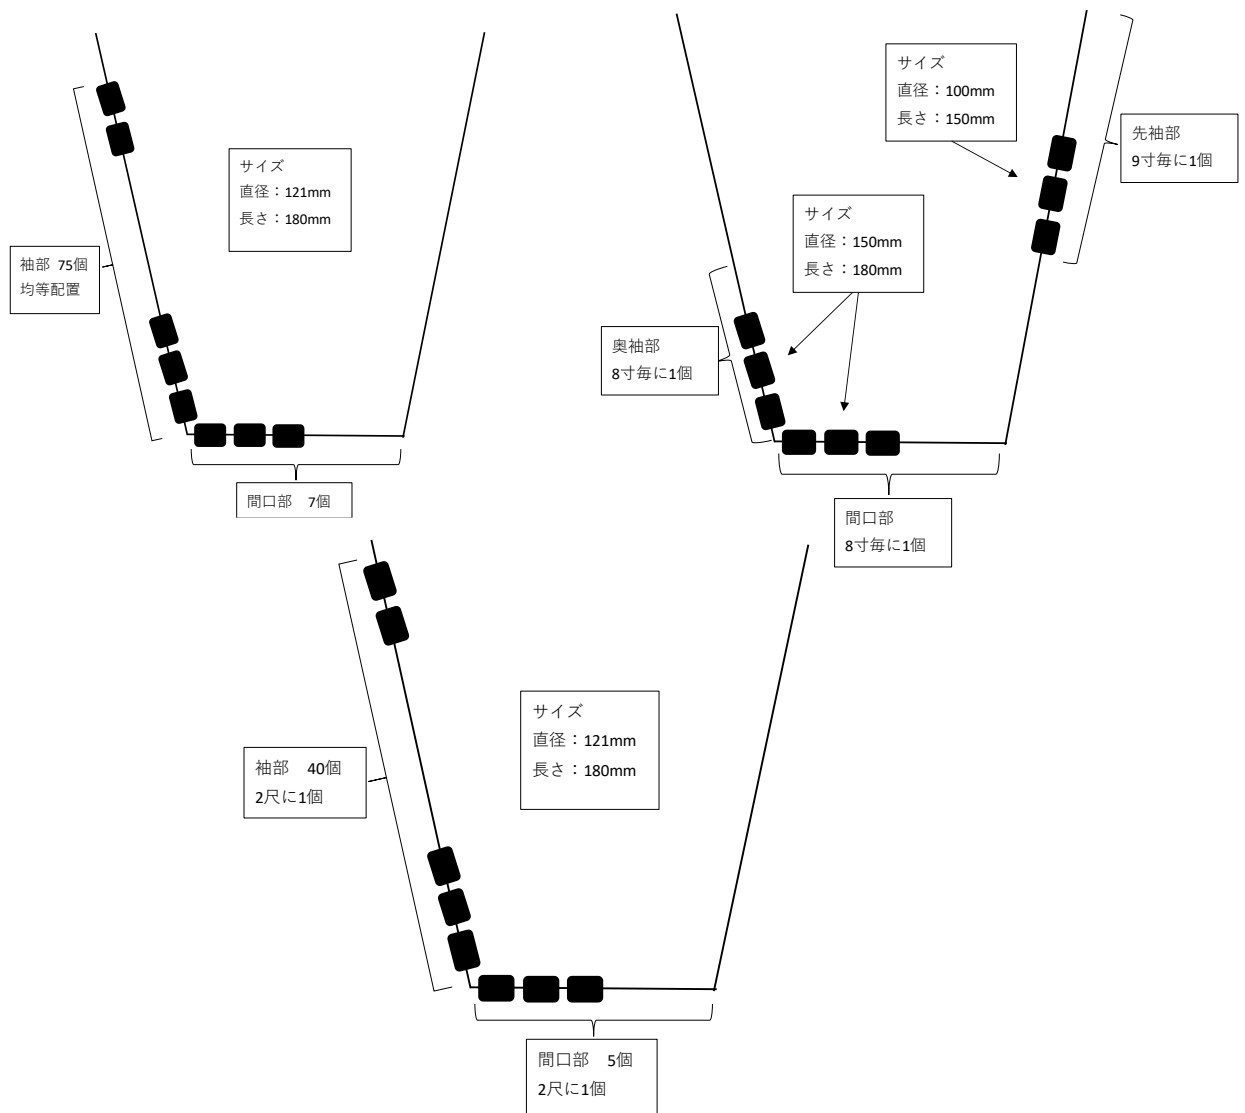 サイズ
直径：121mm
長さ：180mm
袖部 75個
均等配置
間口部　7個
サイズ
直径：100mm
長さ：150mm
先袖部
9寸毎に1個
サイズ
直径：150mm
長さ：180mm
奥袖部
8寸毎に1個
間口部
8寸毎に1個
サイズ
直径：121mm
長さ：180mm
袖部　40個
2尺に1個
間口部　5個
2尺に1個